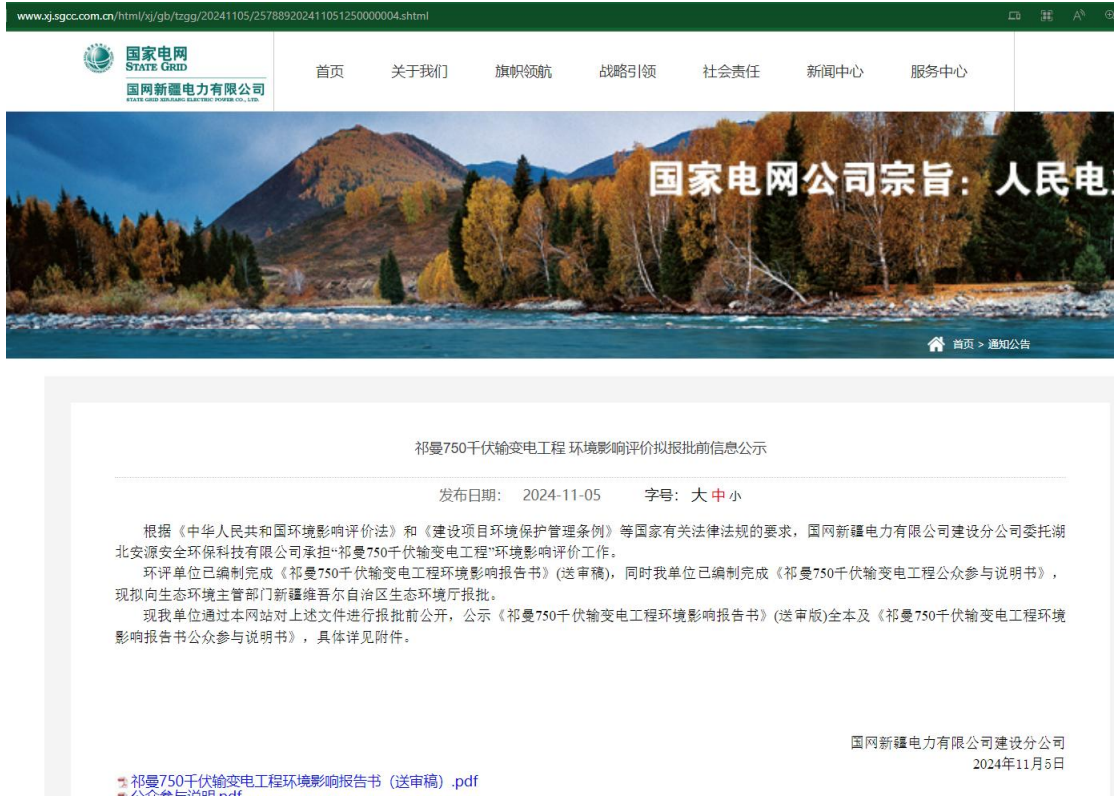 www.xj.sgcc.com.cn/html/xj/gb/tzgg/20241105/257889202411051250000004.shtml
国家电网
STATE GRID
国网新疆电力有限公司
STATE GRID XINJIANG ELECTRIC POWER CO., LTD.
首页 关于我们 旗帜领航 战略引领 社会责任 新闻中心 服务中心
国家电网公司宗旨：人民电
首页 > 通知公告
祁曼750千伏输变电工程 环境影响评价拟报批前信息公示
发布日期： 2024-11-05 字号：大 中 小
根据《中华人民共和国环境影响评价法》和《建设项目环境保护管理条例》等国家有关法律法规的要求，国网新疆电力有限公司建设分公司委托湖
北安源安全环保科技有限公司承担“祁曼750千伏输变电工程”环境影响评价工作。
环评单位已编制完成《祁曼750千伏输变电工程环境影响报告书》(送审稿)，同时我单位已编制完成《祁曼750千伏输变电工程公众参与说明书》，
现拟向生态环境主管部门新疆维吾尔自治区生态环境厅报批。
现我单位通过本网站对上述文件进行报批前公开，公示《祁曼750千伏输变电工程环境影响报告书》(送审版)全本及《祁曼750千伏输变电工程环境
影响报告书公众参与说明书》，具体详见附件。
国网新疆电力有限公司建设分公司
2024年11月5日
祁曼750千伏输变电工程环境影响报告书（送审稿）.pdf
公众参与说明.pdf